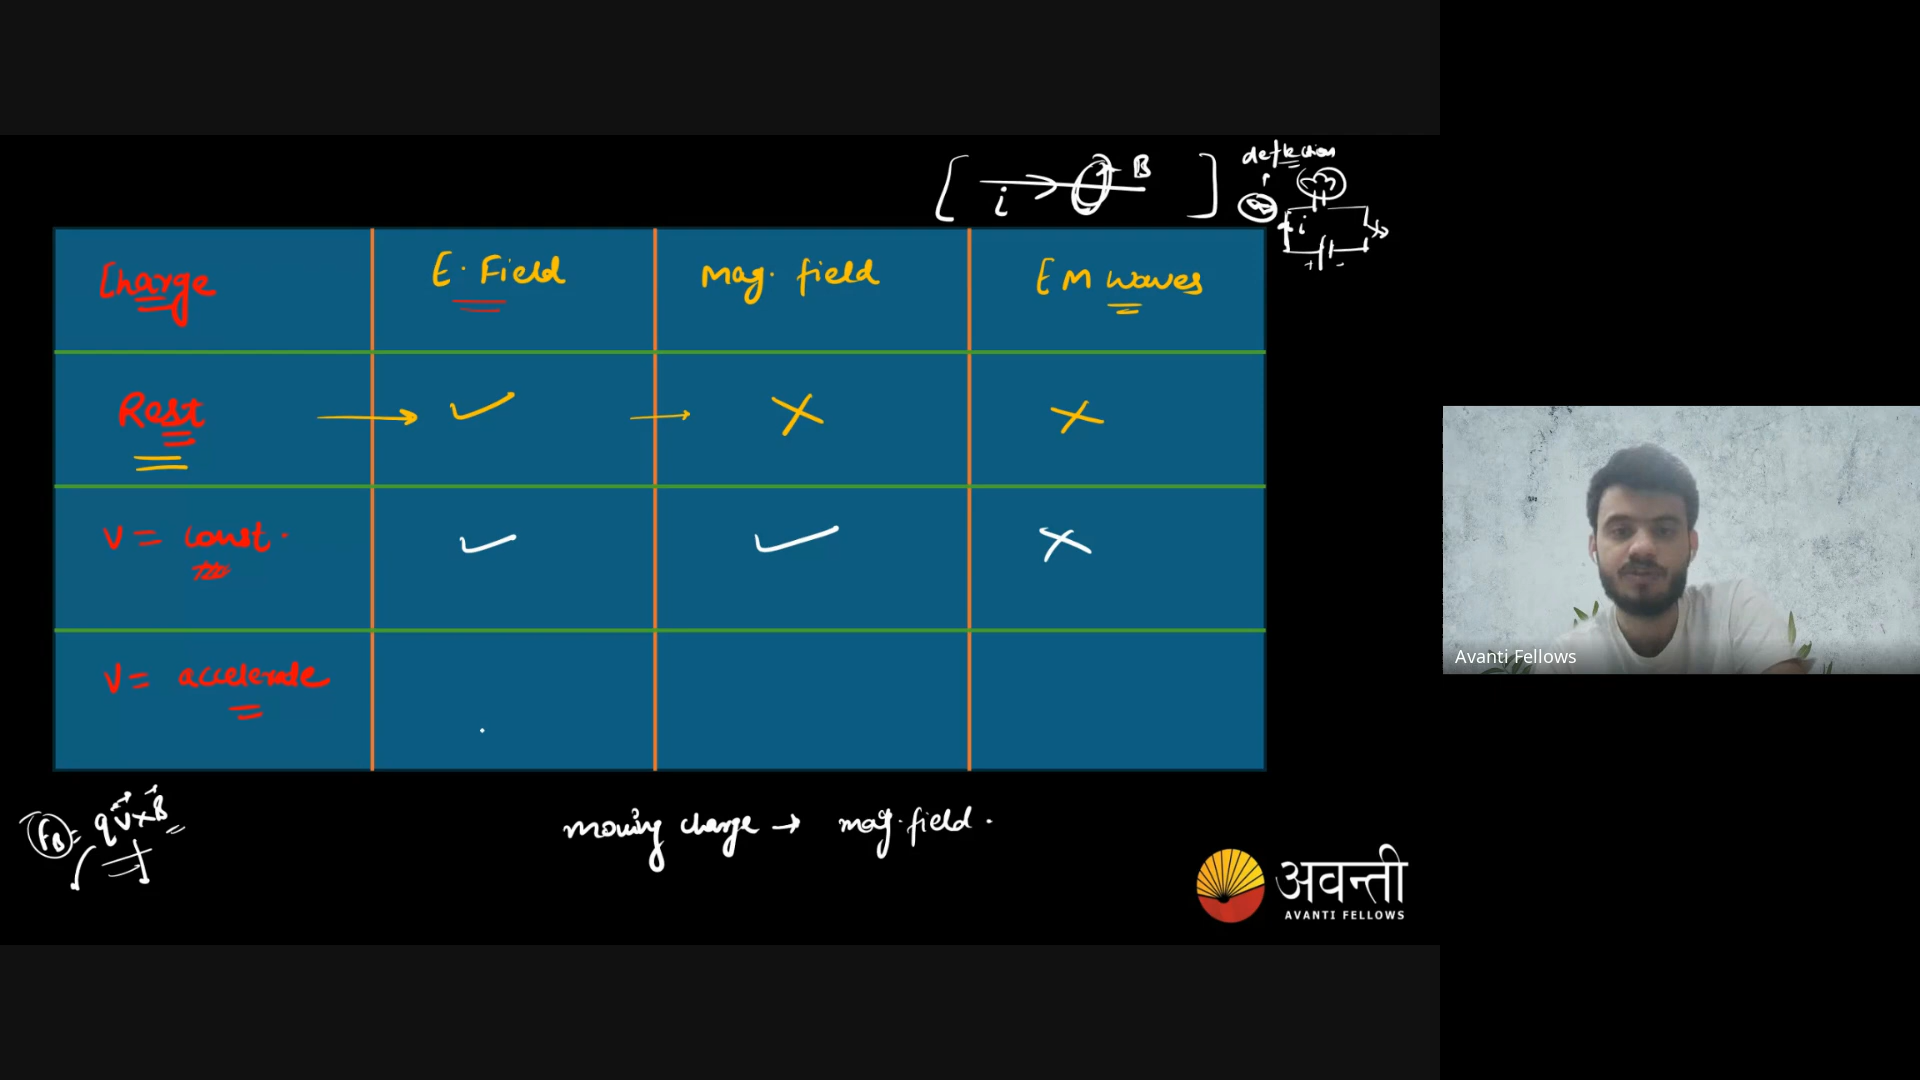 deflection
[ i → B ]
i
+ -
Charge E. Field Mag. field EM waves
Rest → ✓ → ✗ ✗
v = const. ✓ ✓ ✗
v = accelerate
F_B = qv⃗×B⃗
moving charge → mag. field.
अवन्ती
AVANTI FELLOWS
Avanti Fellows